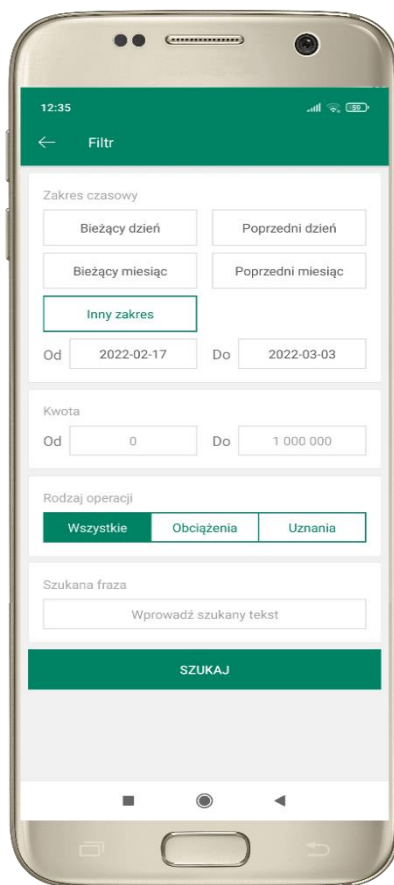 12:35
59
Filtr
Zakres czasowy
Bieżący dzień Poprzedni dzień
Bieżący miesiąc Poprzedni miesiąc
Inny zakres
Od 2022-02-17 Do 2022-03-03
Kwota
Od 0 Do 1 000 000
Rodzaj operacji
Wszystkie Obciążenia Uznania
Szukana fraza
Wprowadź szukany tekst
SZUKAJ